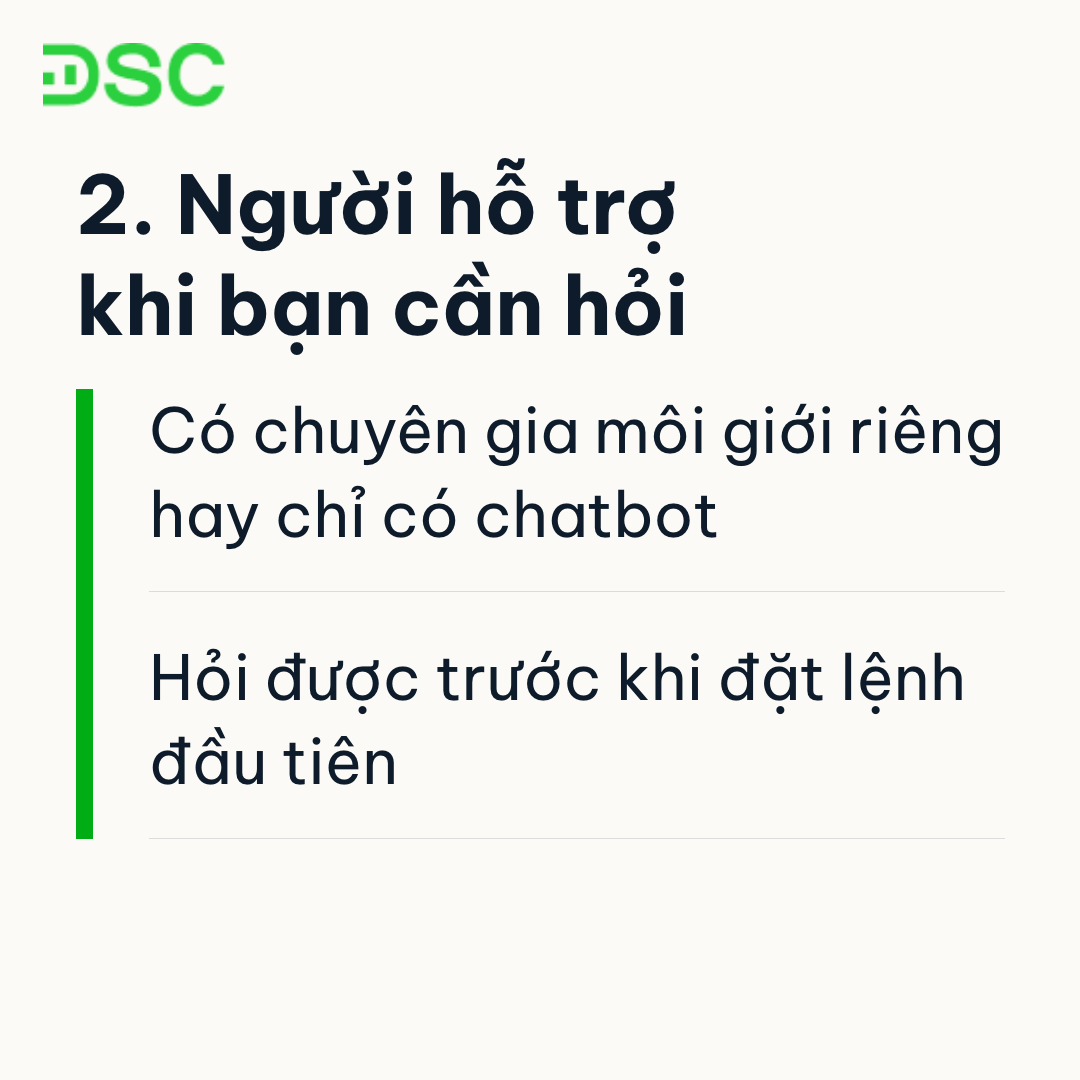 DSC
2. Người hỗ trợ
khi bạn cần hỏi
Có chuyên gia môi giới riêng
hay chỉ có chatbot
Hỏi được trước khi đặt lệnh
đầu tiên